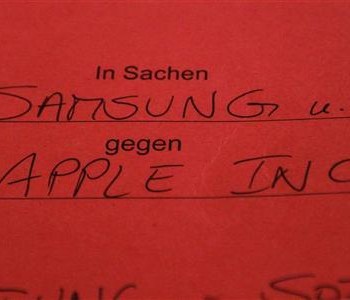 In Sachen
SAMSUNG u.
gegen
APPLE INC